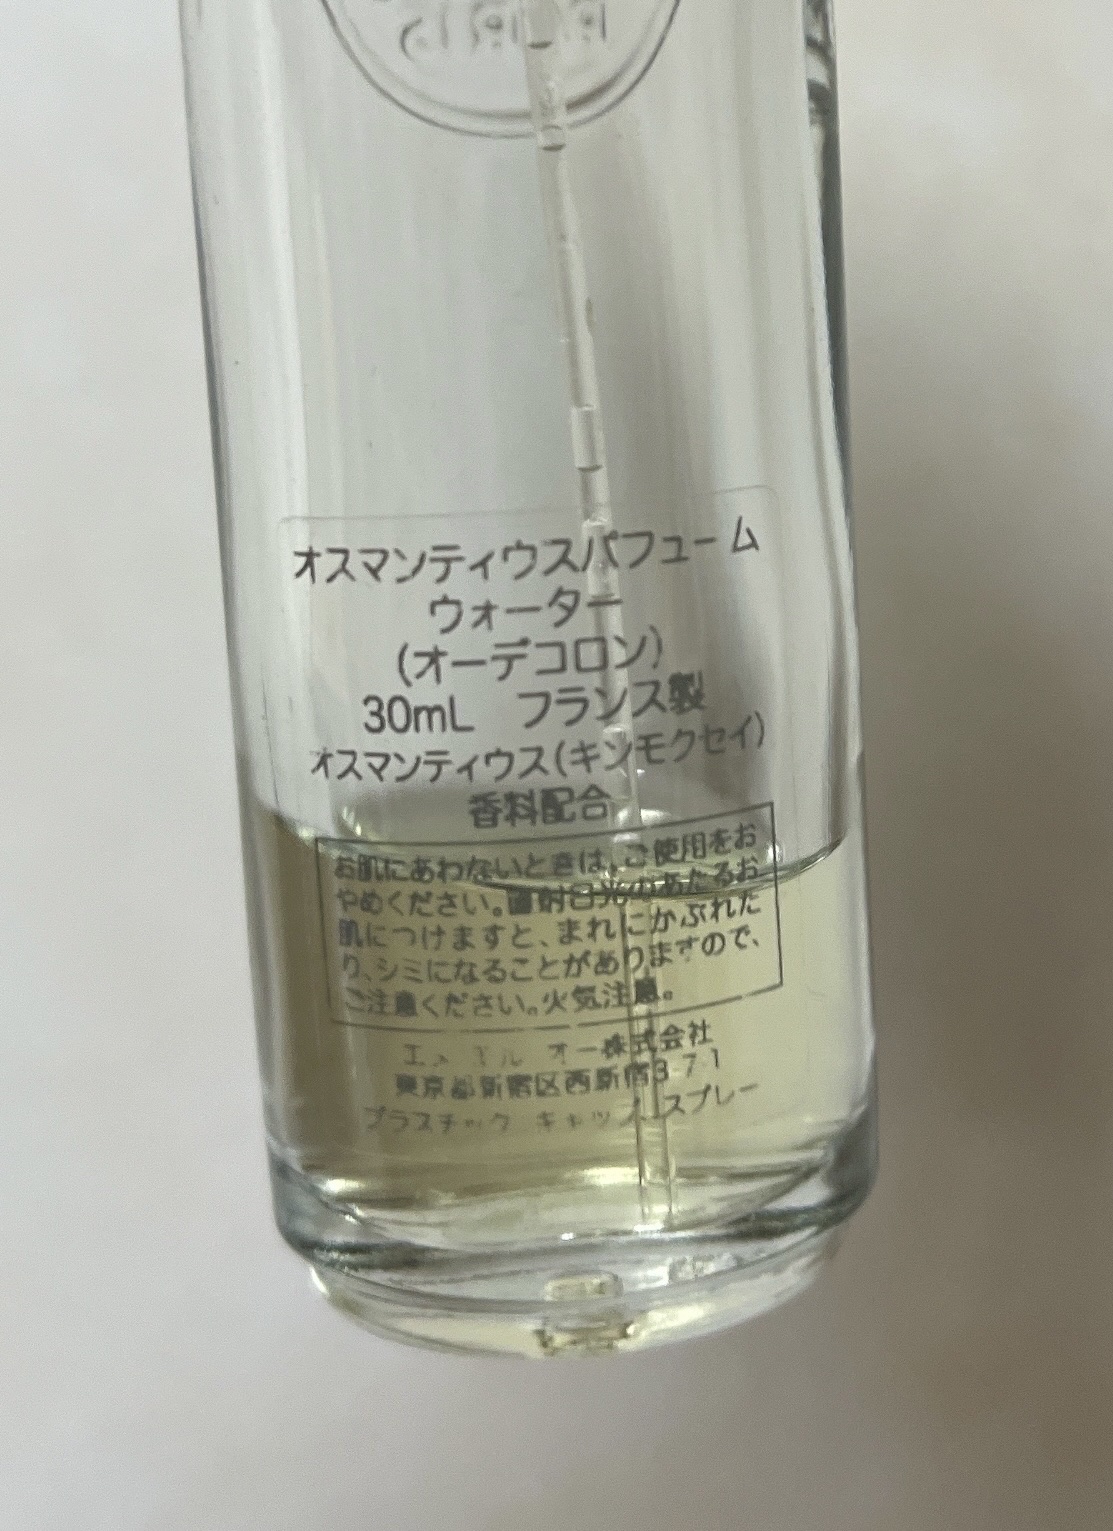 オスマンティウスパフューム
ウォーター
(オーデコロン)
30mL フランス製
オスマンティウス(キンモクセイ)
香料配合
お肌にあわないときは、ご使用をお
やめください。直射日光のあたるお
肌につけますと、まれにかぶれた
り、シミになることがありますので、
ご注意ください。火気注意。
オー株式会社
東京都新宿区西新宿3-7-1
プラスチック キャップ、スプレー